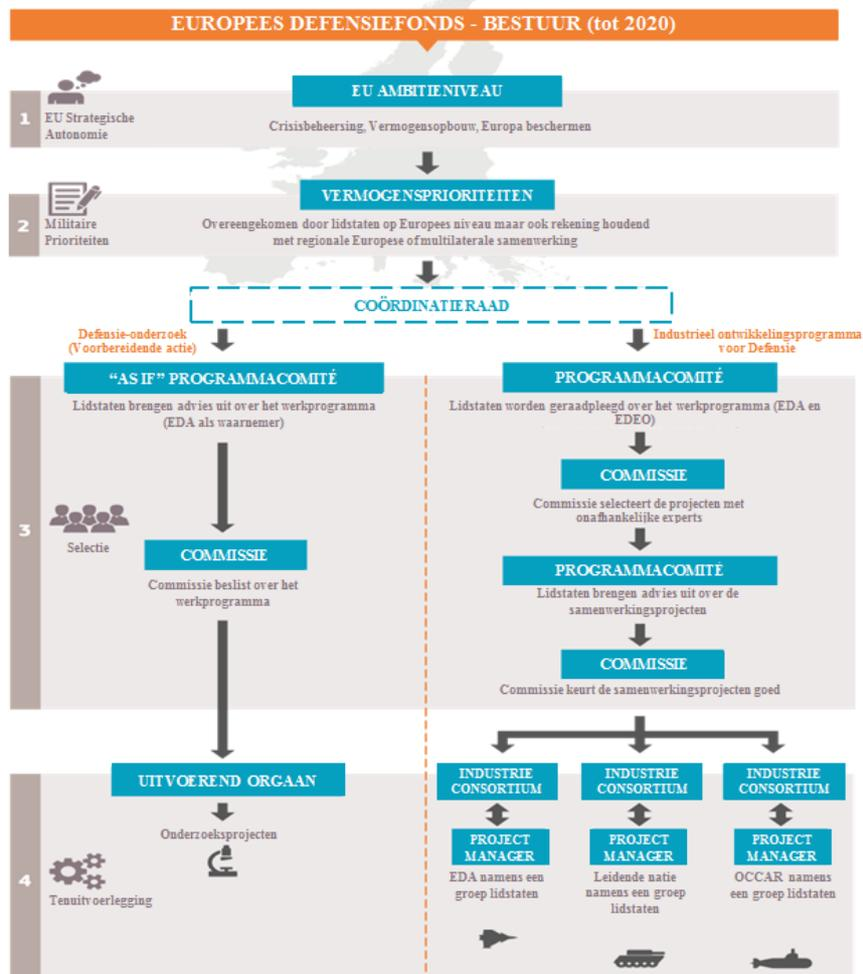 EUROPEES DEFENSIEFONDS - BESTUUR (tot 2020)
EU AMBITIENIVEAU
1
EU Strategische
Autonomie
Crisisbeheersing, Vermogensopbouw, Europa beschermen
VERMOGENSPRIORITEITEN
2
Militaire
Prioriteiten
Overeengekomen door lidstaten op Europees niveau maar ook rekening houdend
met regionale Europese of multilaterale samenwerking
COÖRDINATIERAAD
Defensie-onderzoek
(Voorbereidende actie)
Industrieel ontwikkelingsprogramma
voor Defensie
3
Selectie
“AS IF” PROGRAMMACOMITÉ
Lidstaten brengen advies uit over het werkprogramma
(EDA als waarnemer)
COMMISSIE
Commissie beslist over het
werkprogramma
PROGRAMMACOMITÉ
Lidstaten worden geraadpleegd over het werkprogramma (EDA en
EDEO)
COMMISSIE
Commissie selecteert de projecten met
onafhankelijke experts
PROGRAMMACOMITÉ
Lidstaten brengen advies uit over de
samenwerkingsprojecten
COMMISSIE
Commissie keurt de samenwerkingsprojecten goed
4
Tenuitvoerlegging
UITVOEREND ORGAAN
Onderzoeksprojecten
INDUSTRIE
CONSORTIUM
PROJECT
MANAGER
EDA namens een
groep lidstaten
INDUSTRIE
CONSORTIUM
PROJECT
MANAGER
Leidende natie
namens een groep
lidstaten
INDUSTRIE
CONSORTIUM
PROJECT
MANAGER
OCCAR namens
een groep lidstaten